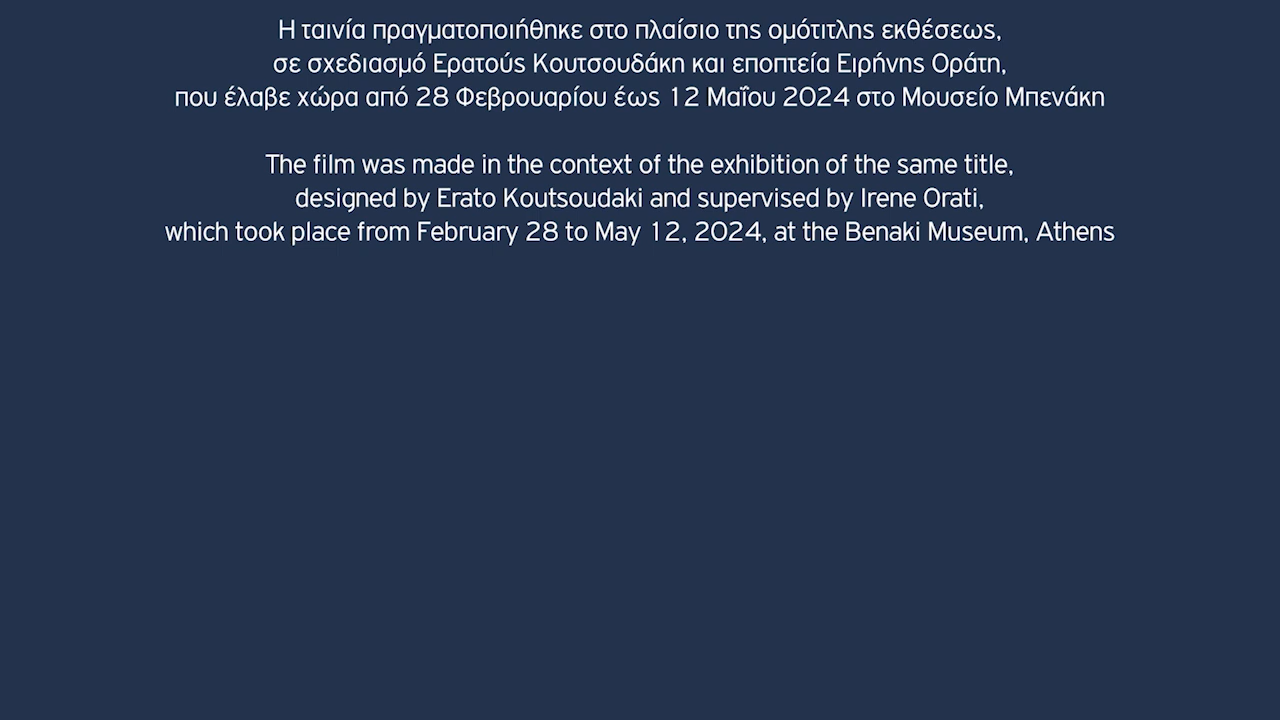 Η ταινία πραγματοποιήθηκε στο πλαίσιο της ομότιτλης εκθέσεως,
σε σχεδιασμό Ερατούς Κουτσουδάκη και εποπτεία Ειρήνης Οράτη,
που έλαβε χώρα από 28 Φεβρουαρίου έως 12 Μαΐου 2024 στο Μουσείο Μπενάκη
The film was made in the context of the exhibition of the same title,
designed by Erato Koutsoudaki and supervised by Irene Orati,
which took place from February 28 to May 12, 2024, at the Benaki Museum, Athens